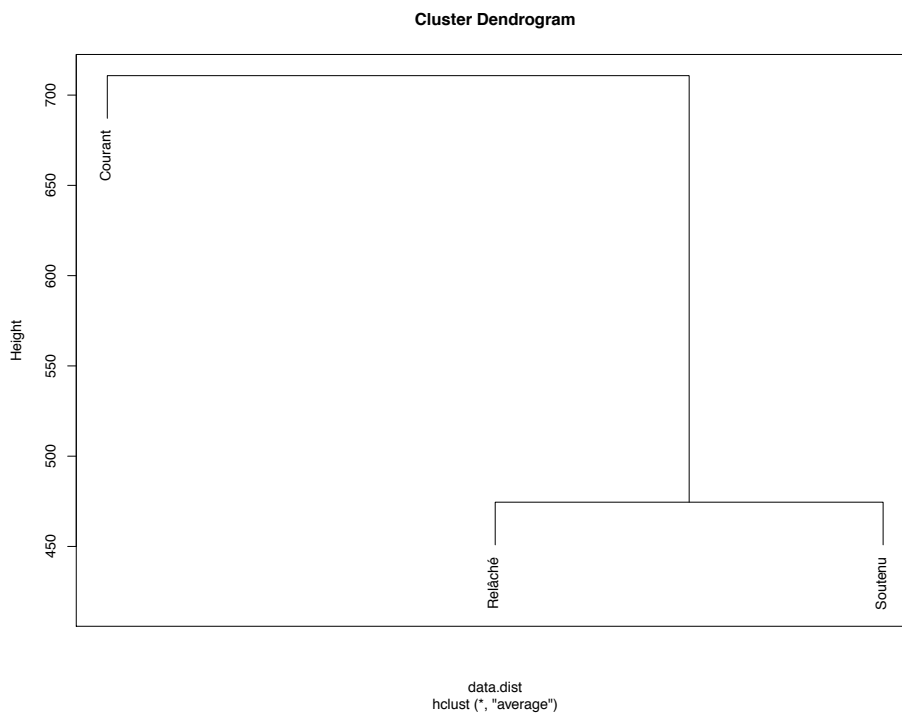 Cluster Dendrogram
Height
700
650
600
550
500
450
Courant
Relâché
Soutenu
data.dist
hclust (*, "average")